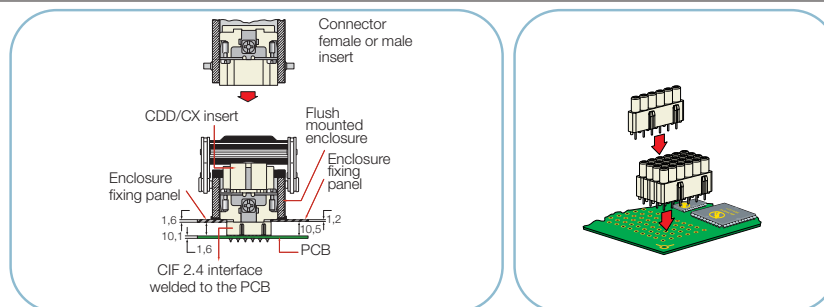 Connector
female or male
insert
CDD/CX insert
Flush
mounted
enclosure
Enclosure
fixing
panel
Enclosure
fixing panel
1,6
1,2
10,1
10,5
1,6
PCB
CIF 2.4 interface
welded to the PCB